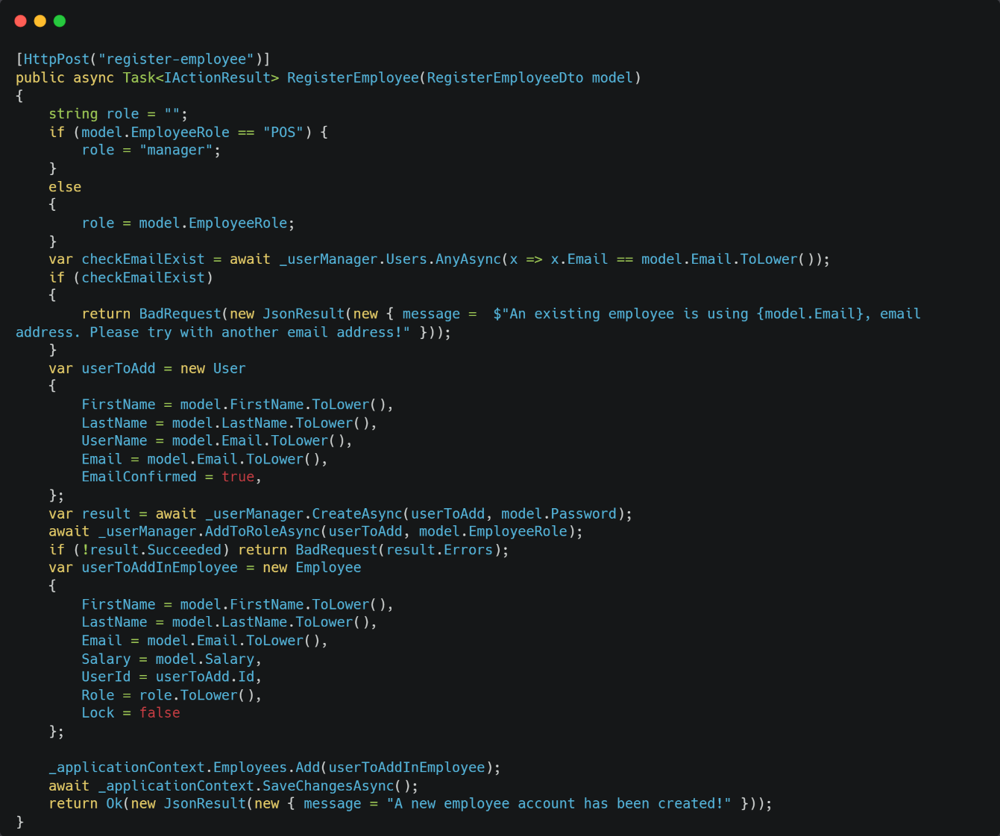 [HttpPost("register-employee")]
public async Task<IActionResult> RegisterEmployee(RegisterEmployeeDto model)
{
    string role = "";
    if (model.EmployeeRole == "POS") {
        role = "manager";
    }
    else
    {
        role = model.EmployeeRole;
    }
    var checkEmailExist = await _userManager.Users.AnyAsync(x => x.Email == model.Email.ToLower());
    if (checkEmailExist)
    {
        return BadRequest(new JsonResult(new { message =  $"An existing employee is using {model.Email}, email
address. Please try with another email address!" }));
    }
    var userToAdd = new User
    {
        FirstName = model.FirstName.ToLower(),
        LastName = model.LastName.ToLower(),
        UserName = model.Email.ToLower(),
        Email = model.Email.ToLower(),
        EmailConfirmed = true,
    };
    var result = await _userManager.CreateAsync(userToAdd, model.Password);
    await _userManager.AddToRoleAsync(userToAdd, model.EmployeeRole);
    if (!result.Succeeded) return BadRequest(result.Errors);
    var userToAddInEmployee = new Employee
    {
        FirstName = model.FirstName.ToLower(),
        LastName = model.LastName.ToLower(),
        Email = model.Email.ToLower(),
        Salary = model.Salary,
        UserId = userToAdd.Id,
        Role = role.ToLower(),
        Lock = false
    };

    _applicationContext.Employees.Add(userToAddInEmployee);
    await _applicationContext.SaveChangesAsync();
    return Ok(new JsonResult(new { message = "A new employee account has been created!" }));
}